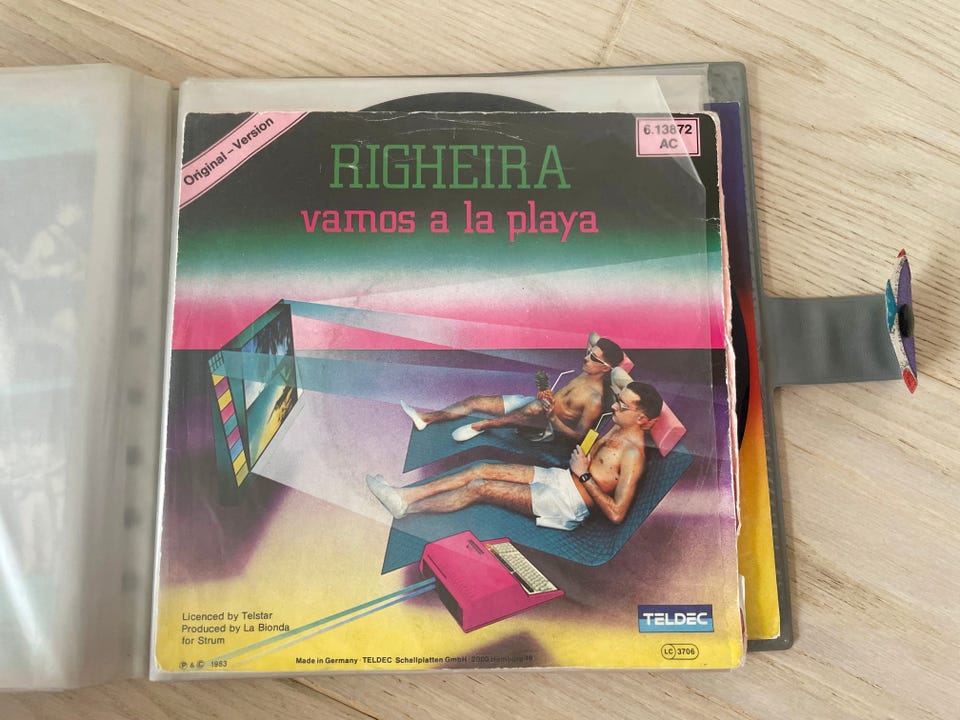 Original – Version
6.13872
AC
RIGHEIRA
vamos a la playa
Licenced by Telstar
Produced by La Bionda
for Strum
TELDEC
LC 3706
℗ & © 1983
Made in Germany · TELDEC Schallplatten GmbH · 2000 Hamburg 19